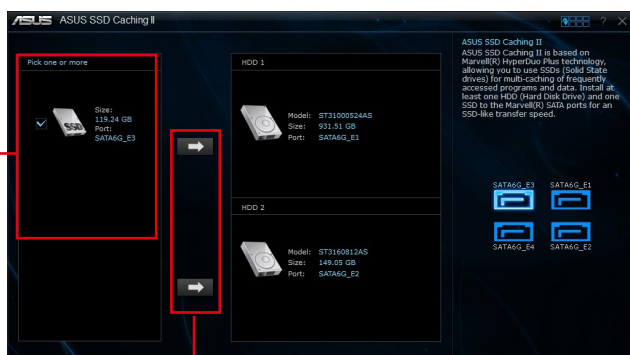 ASUS ASUS SSD Caching II
? X
Pick one or more
SSD
Size:
119.24 GB
Port:
SATA6G_E3
HDD 1
Model: ST31000524AS
Size: 931.51 GB
Port: SATA6G_E1
HDD 2
Model: ST3160812AS
Size: 149.05 GB
Port: SATA6G_E2
ASUS SSD Caching II
ASUS SSD Caching II is based on
Marvell(R) HyperDuo Plus technology,
allowing you to use SSDs (Solid State
drives) for multi-caching of frequently
accessed programs and data. Install at
least one HDD (Hard Disk Drive) and one
SSD to the Marvell(R) SATA ports for an
SSD-like transfer speed.
SATA6G_E3 SATA6G_E1
SATA6G_E4 SATA6G_E2